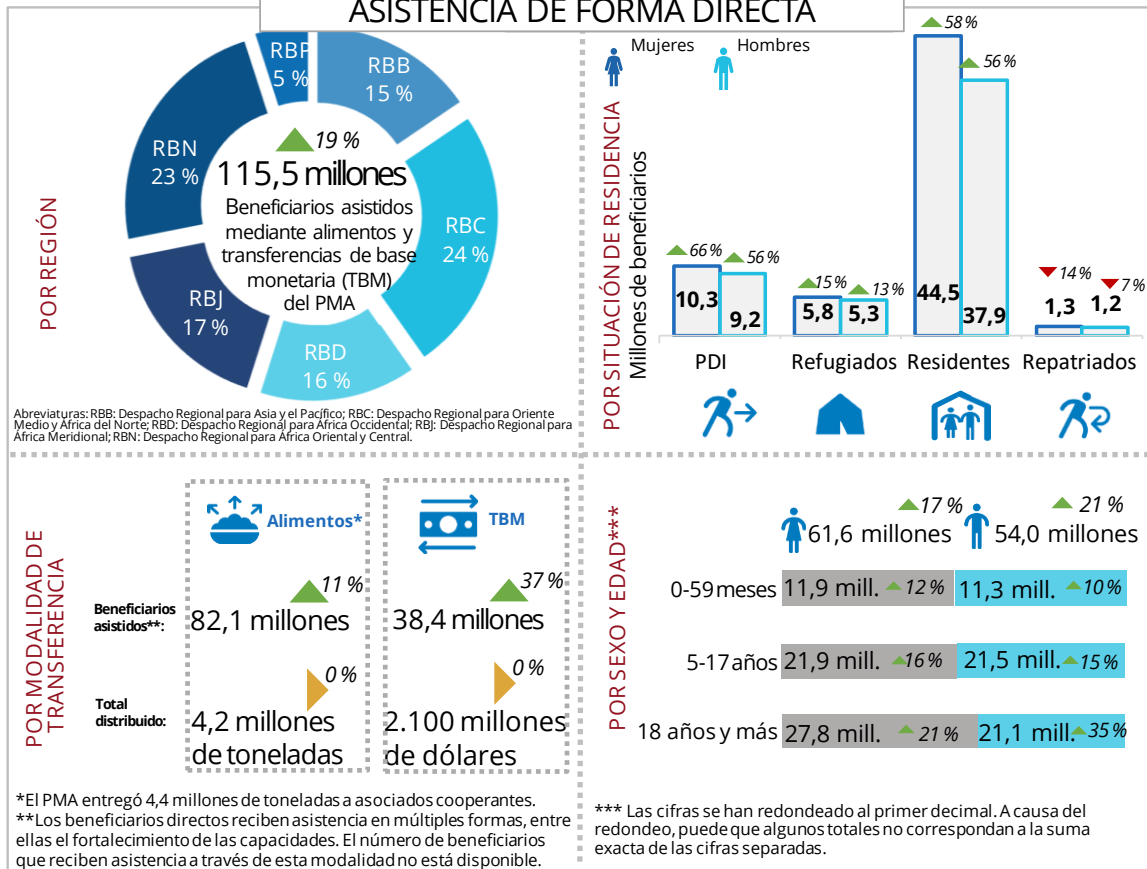 ASISTENCIA DE FORMA DIRECTA
POR REGIÓN
RBP
5 %
RBB
15 %
RBN
23 %
RBC
24 %
RBJ
17 %
RBD
16 %
19 %
115,5 millones
Beneficiarios asistidos
mediante alimentos y
transferencias de base
monetaria (TBM)
del PMA
Abreviaturas: RBB: Despacho Regional para Asia y el Pacífico; RBC: Despacho Regional para Oriente
Medio y África del Norte; RBD: Despacho Regional para África Occidental; RBJ: Despacho Regional para
África Meridional; RBN: Despacho Regional para África Oriental y Central.
POR SITUACIÓN DE RESIDENCIA
Millones de beneficiarios
Mujeres
Hombres
58 %
56 %
66 %
56 %
15 %
13 %
14 %
7 %
10,3
9,2
5,8
5,3
44,5
37,9
1,3
1,2
PDI
Refugiados
Residentes
Repatriados
POR MODALIDAD DE
TRANSFERENCIA
Alimentos*
TBM
Beneficiarios
asistidos**:
11 %
82,1 millones
37 %
38,4 millones
Total
distribuido:
0 %
4,2 millones
de toneladas
0 %
2.100 millones
de dólares
*El PMA entregó 4,4 millones de toneladas a asociados cooperantes.
**Los beneficiarios directos reciben asistencia en múltiples formas, entre
ellas el fortalecimiento de las capacidades. El número de beneficiarios
que reciben asistencia a través de esta modalidad no está disponible.
POR SEXO Y EDAD***
17 %
61,6 millones
21 %
54,0 millones
0-59 meses 11,9 mill. 12 % 11,3 mill. 10 %
5-17 años 21,9 mill. 16 % 21,5 mill. 15 %
18 años y más 27,8 mill. 21 % 21,1 mill. 35 %
*** Las cifras se han redondeado al primer decimal. A causa del
redondeo, puede que algunos totales no correspondan a la suma
exacta de las cifras separadas.